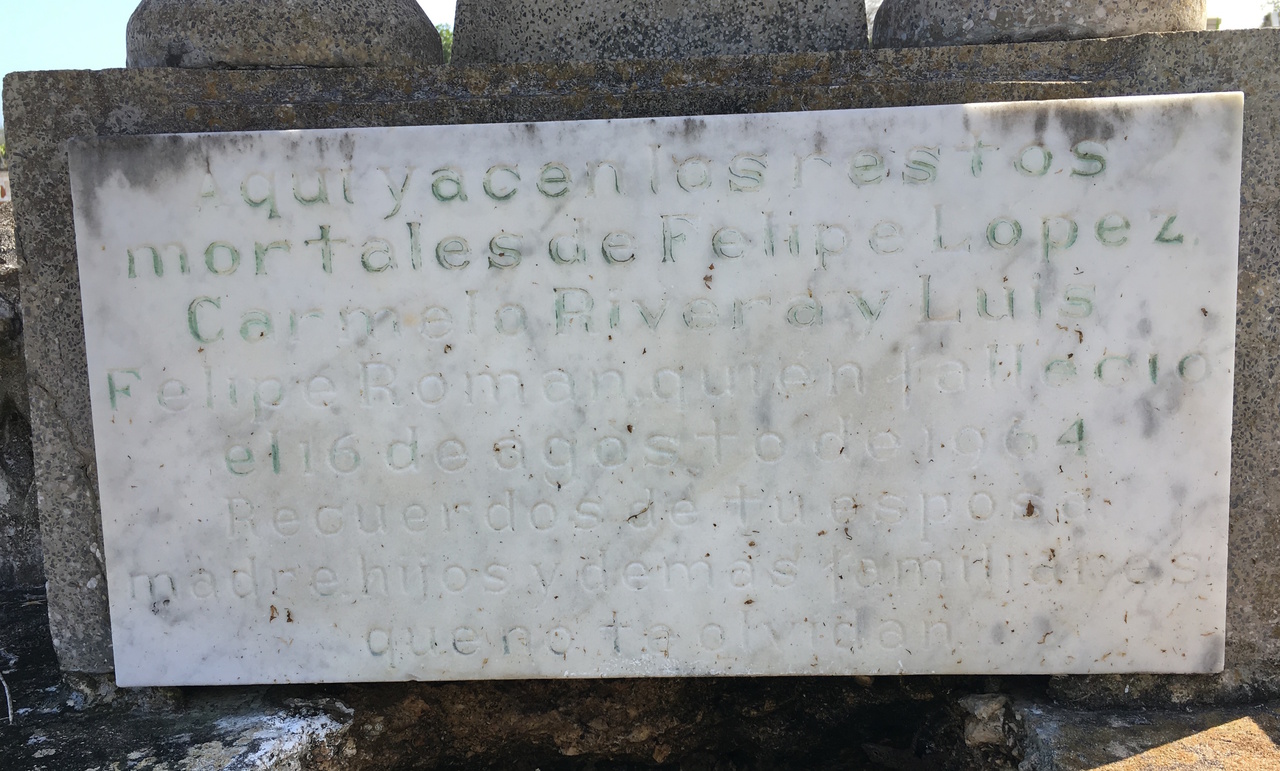 Aqui yacen los restos
mortales de Felipe Lopez
Carmelo Rivera y Luis
Felipe Roman quien fallecio
el 16 de agosto de 1964
Recuerdos de tu esposa
madre hijos y demas familiares
que no te olvidan